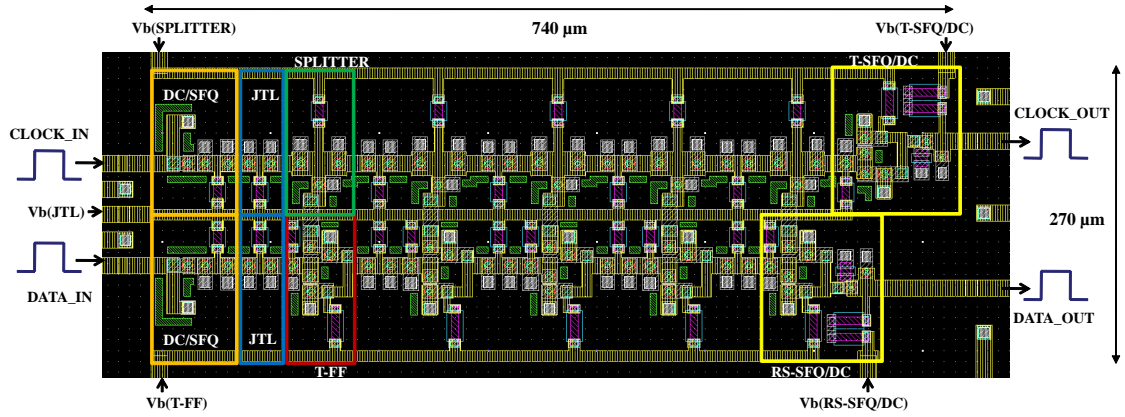 Vb(SPLITTER)
740 µm
Vb(T-SFQ/DC)
SPLITTER
T-SFQ/DC
DC/SFQ
JTL
CLOCK_IN
CLOCK_OUT
Vb(JTL)
270 µm
DATA_IN
DATA_OUT
DC/SFQ
JTL
T-FF
RS-SFQ/DC
Vb(T-FF)
Vb(RS-SFQ/DC)